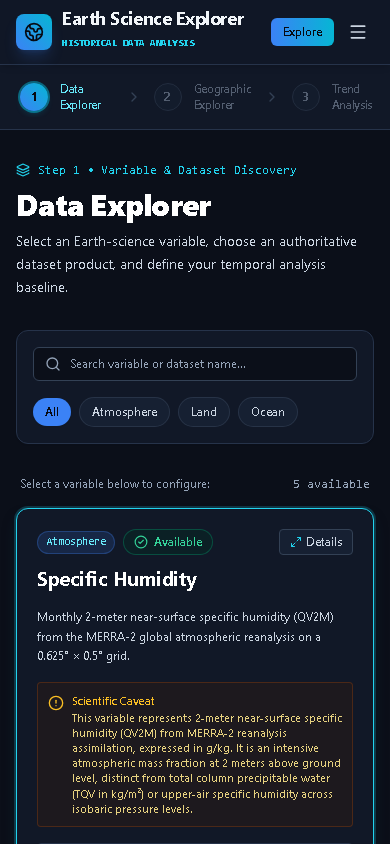 Earth Science Explorer
HISTORICAL DATA ANALYSIS
Explore
1
Data
Explorer
2
Geographic
Explorer
3
Trend
Analysis
Step 1 • Variable & Dataset Discovery
Data Explorer
Select an Earth-science variable, choose an authoritative
dataset product, and define your temporal analysis
baseline.
Search variable or dataset name...
All
Atmosphere
Land
Ocean
Select a variable below to configure:
5 available
Atmosphere
Available
Details
Specific Humidity
Monthly 2-meter near-surface specific humidity (QV2M)
from the MERRA-2 global atmospheric reanalysis on a
0.625° × 0.5° grid.
Scientific Caveat
This variable represents 2-meter near-surface specific
humidity (QV2M) from MERRA-2 reanalysis
assimilation, expressed in g/kg. It is an intensive
atmospheric mass fraction at 2 meters above ground
level, distinct from total column precipitable water
(TQV in kg/m²) or upper-air specific humidity across
isobaric pressure levels.